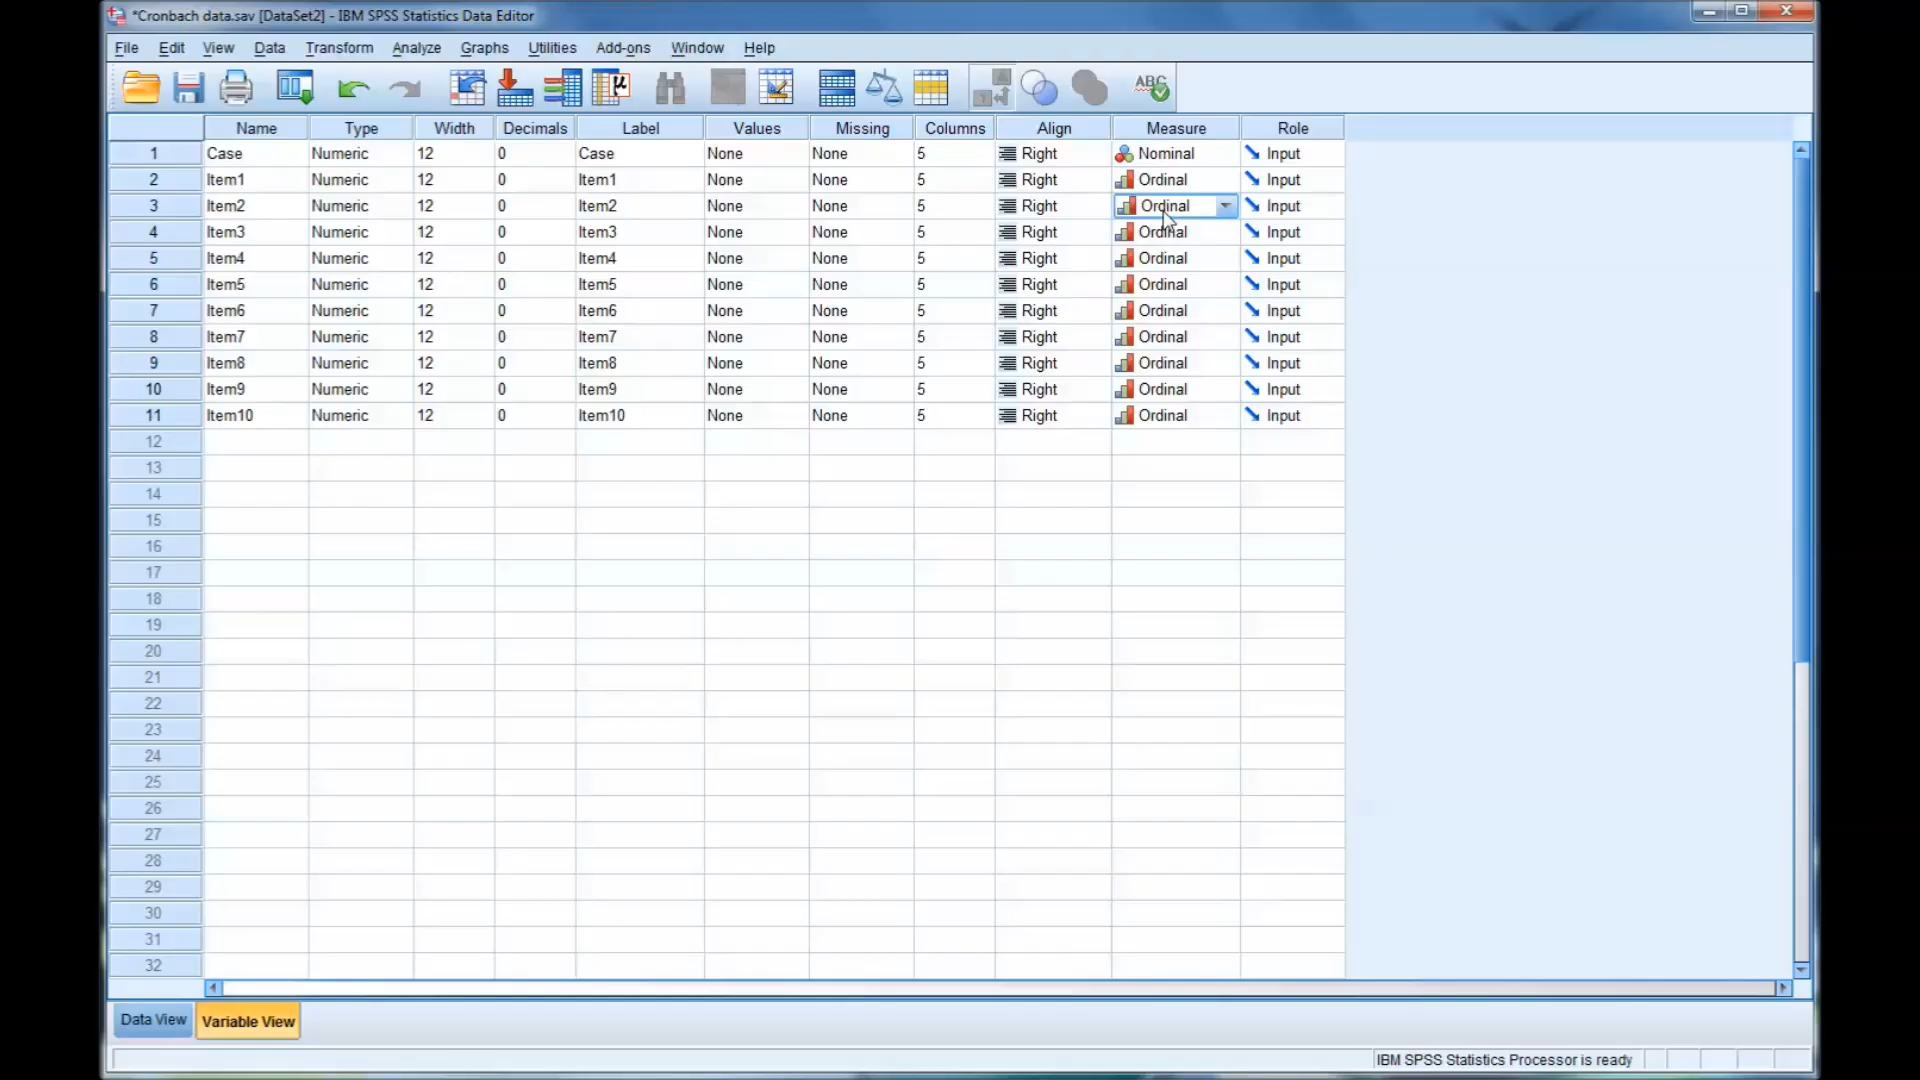 *Cronbach data.sav [DataSet2] - IBM SPSS Statistics Data Editor
File Edit View Data Transform Analyze Graphs Utilities Add-ons Window Help
μ ABC
Name Type Width Decimals Label Values Missing Columns Align Measure Role
1 Case Numeric 12 0 Case None None 5 Right Nominal Input
2 Item1 Numeric 12 0 Item1 None None 5 Right Ordinal Input
3 Item2 Numeric 12 0 Item2 None None 5 Right Ordinal Input
4 Item3 Numeric 12 0 Item3 None None 5 Right Ordinal Input
5 Item4 Numeric 12 0 Item4 None None 5 Right Ordinal Input
6 Item5 Numeric 12 0 Item5 None None 5 Right Ordinal Input
7 Item6 Numeric 12 0 Item6 None None 5 Right Ordinal Input
8 Item7 Numeric 12 0 Item7 None None 5 Right Ordinal Input
9 Item8 Numeric 12 0 Item8 None None 5 Right Ordinal Input
10 Item9 Numeric 12 0 Item9 None None 5 Right Ordinal Input
11 Item10 Numeric 12 0 Item10 None None 5 Right Ordinal Input
12
13
14
15
16
17
18
19
20
21
22
23
24
25
26
27
28
29
30
31
32
Data View Variable View
IBM SPSS Statistics Processor is ready